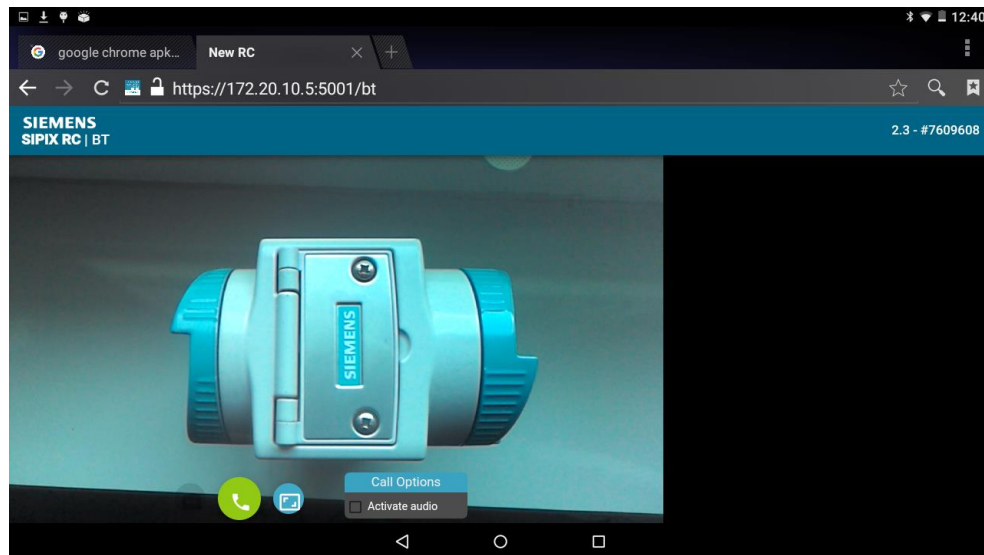 12:40
google chrome apk...
New RC
https://172.20.10.5:5001/bt
SIEMENS
SIPIX RC | BT
2.3 - #7609608
SIEMENS
Call Options
Activate audio